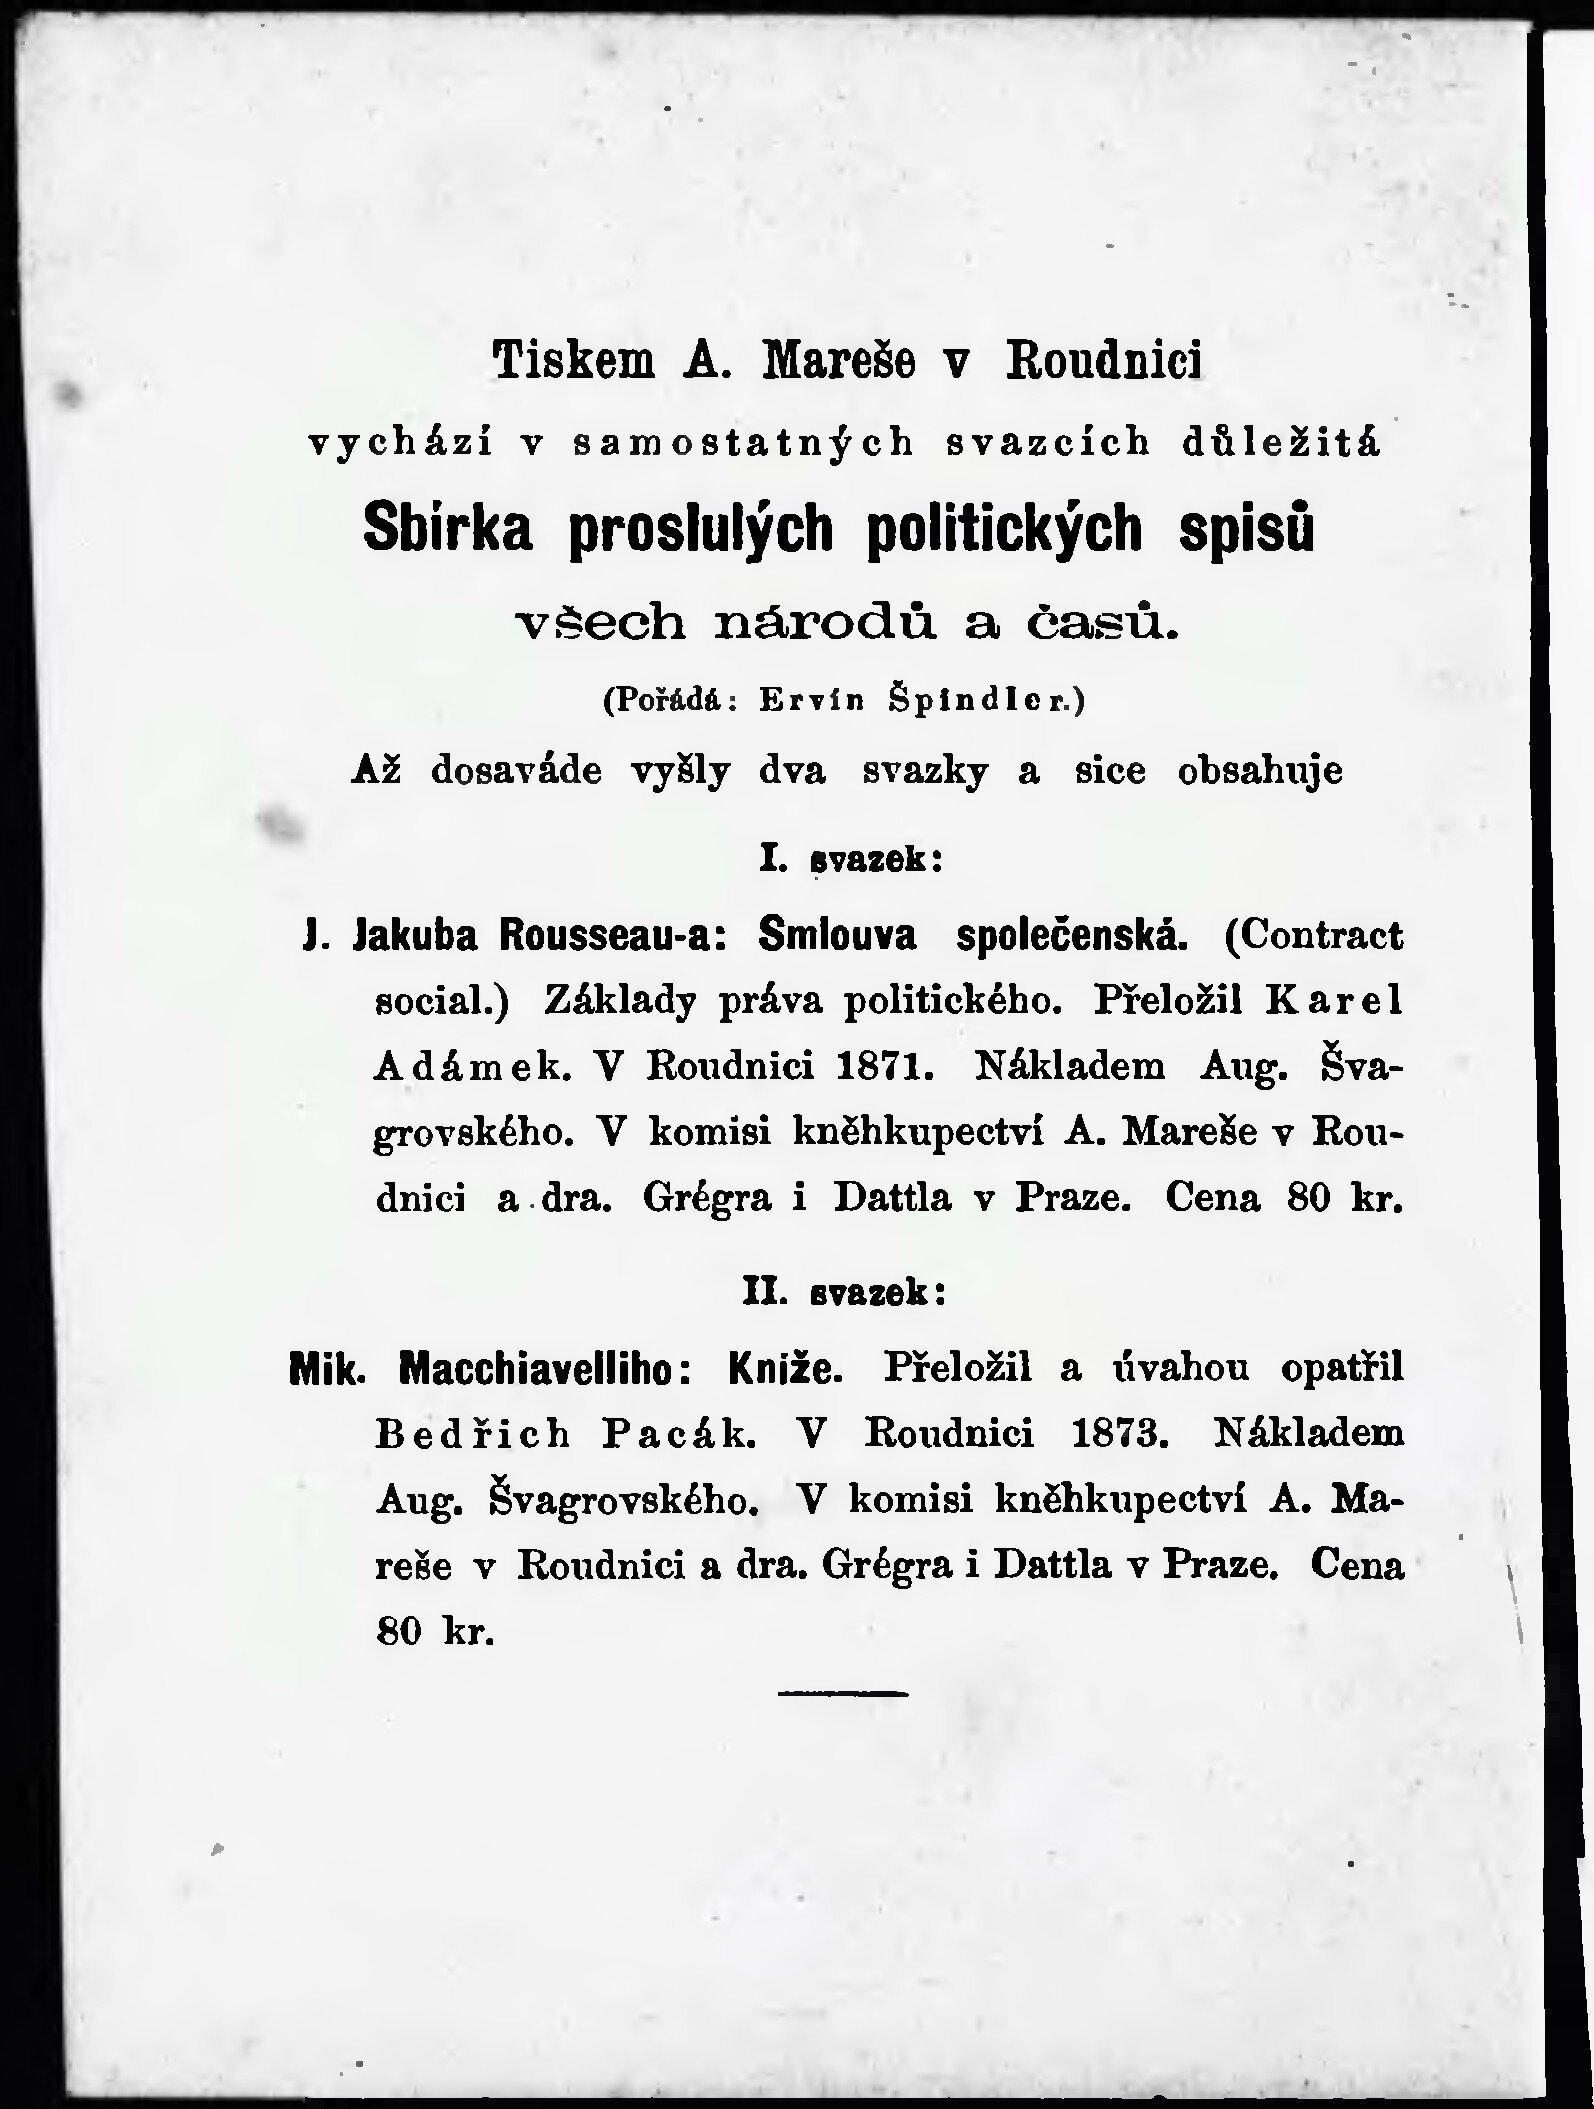 Tiskem A. Mareše v Roudnici
vychází v samostatných svazcích důležitá
Sbírka proslulých politických spisů
všech národů a časů.
(Pořádá: Ervín Špindler.)
Až dosaváde vyšly dva svazky a sice obsahuje
I. svazek:
J. Jakuba Rousseau-a: Smlouva společenská. (Contract
social.) Základy práva politického. Přeložil Karel
Adámek. V Roudnici 1871. Nákladem Aug. Šva-
grovského. V komisi kněhkupectví A. Mareše v Rou-
dnici a dra. Grégra i Dattla v Praze. Cena 80 kr.
II. svazek:
Mik. Macchiavelliho: Kniže. Přeložil a úvahou opatřil
Bedřich Pacák. V Roudnici 1873. Nákladem
Aug. Švagrovského. V komisi kněhkupectví A. Ma-
reše v Roudnici a dra. Grégra i Dattla v Praze. Cena
80 kr.